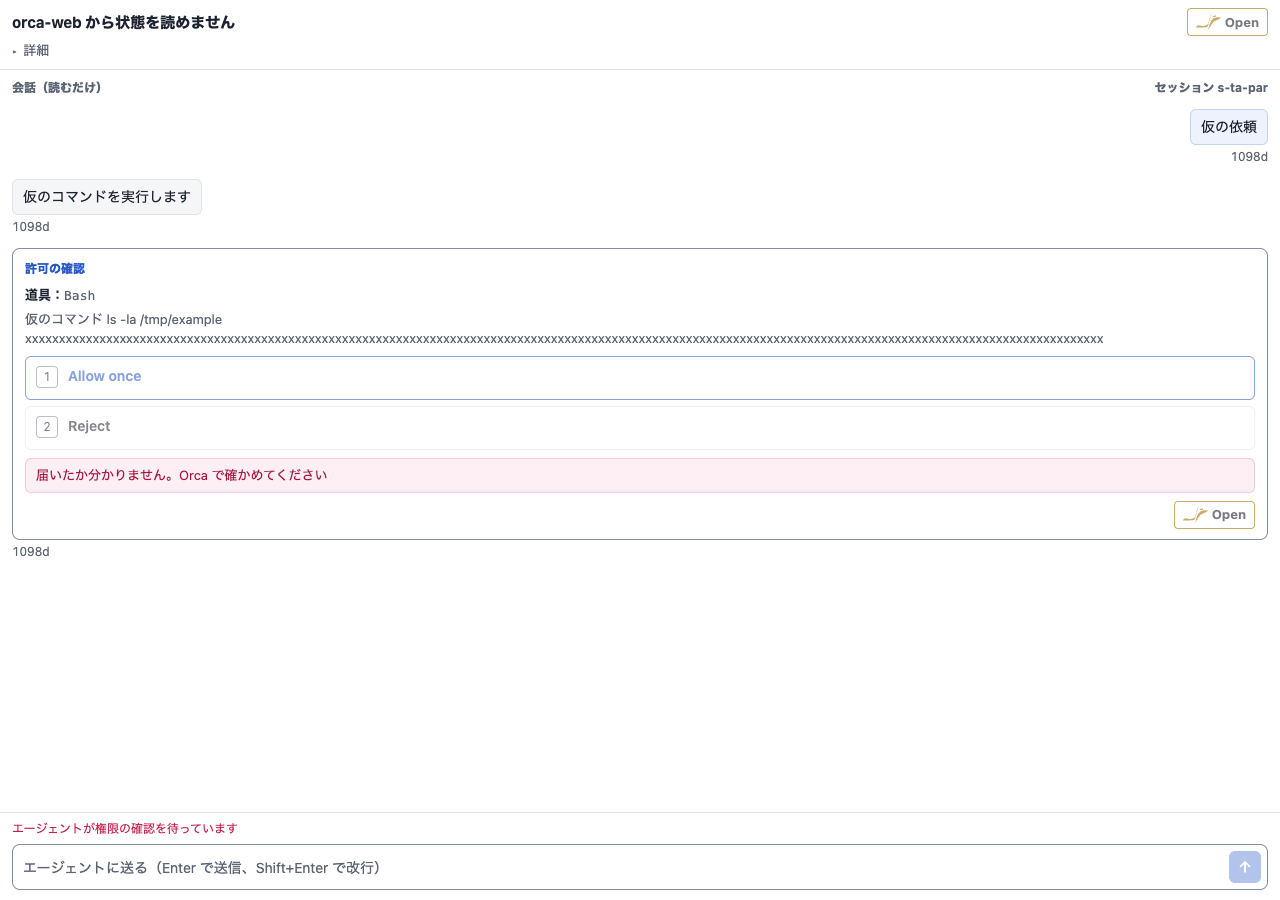 orca-web から状態を読めません
Open
詳細
会話（読むだけ）
セッション s-ta-par
仮の依頼
1098d
仮のコマンドを実行します
1098d
許可の確認
道具：Bash
仮のコマンド ls -la /tmp/example
1 Allow once
2 Reject
届いたか分かりません。Orca で確かめてください
Open
1098d
エージェントが権限の確認を待っています
エージェントに送る（Enter で送信、Shift+Enter で改行）